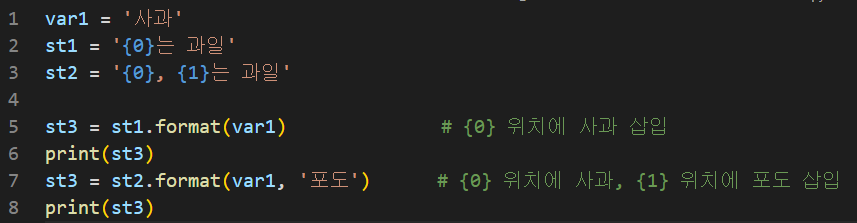 1 var1 = '사과'
2 st1 = '{0}는 과일'
3 st2 = '{0}, {1}는 과일'
4
5 st3 = st1.format(var1) # {0} 위치에 사과 삽입
6 print(st3)
7 st3 = st2.format(var1, '포도') # {0} 위치에 사과, {1} 위치에 포도 삽입
8 print(st3)